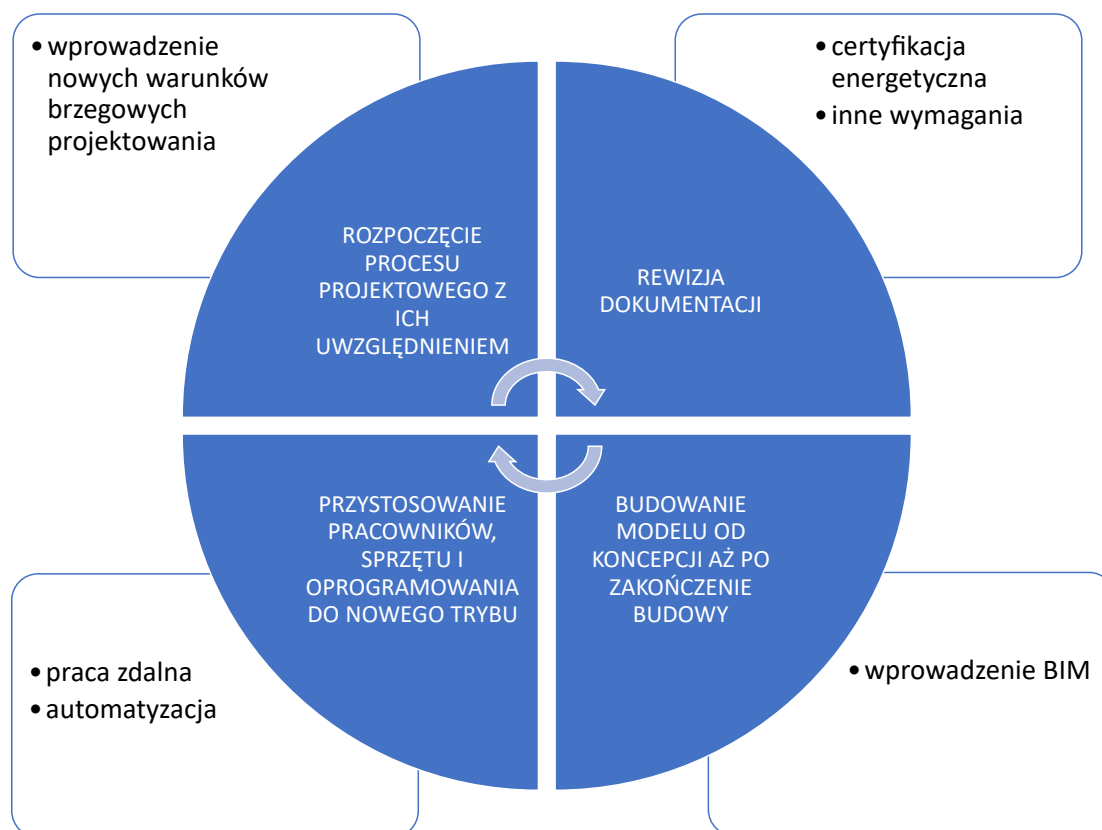 • wprowadzenie
nowych warunków
brzegowych
projektowania
• certyfikacja
energetyczna
• inne wymagania
ROZPOCZĘCIE
PROCESU
PROJEKTOWEGO Z
ICH
UWZGLĘDNIENIEM
REWIZJA
DOKUMENTACJI
PRZYSTOSOWANIE
PRACOWNIKÓW,
SPRZĘTU I
OPROGRAMOWANIA
DO NOWEGO TRYBU
BUDOWANIE
MODELU OD
KONCEPCJI AŻ PO
ZAKOŃCZENIE
BUDOWY
• praca zdalna
• automatyzacja
• wprowadzenie BIM